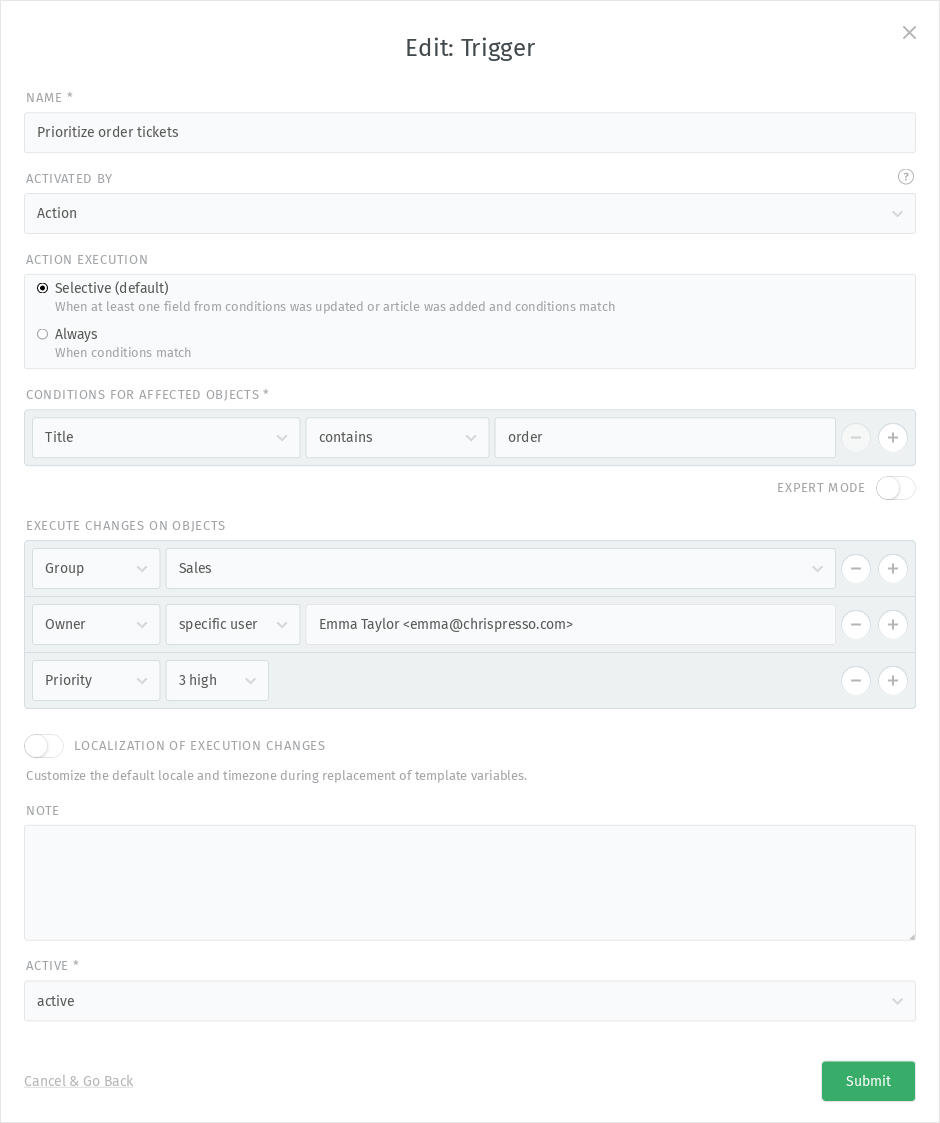 Edit: Trigger
NAME *
Prioritize order tickets
ACTIVATED BY
?
Action
ACTION EXECUTION
Selective (default)
When at least one field from conditions was updated or article was added and conditions match
Always
When conditions match
CONDITIONS FOR AFFECTED OBJECTS *
Title contains order
EXPERT MODE
EXECUTE CHANGES ON OBJECTS
Group Sales
Owner specific user Emma Taylor <emma@chrispresso.com>
Priority 3 high
LOCALIZATION OF EXECUTION CHANGES
Customize the default locale and timezone during replacement of template variables.
NOTE
ACTIVE *
active
Cancel & Go Back Submit